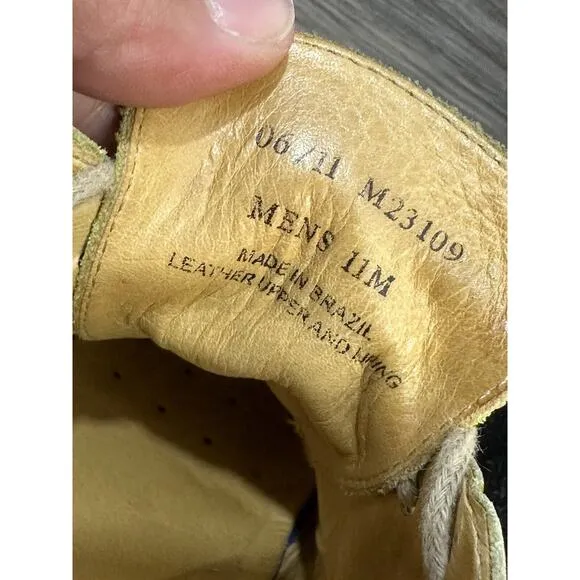 06/11 M23109
MENS 11M
MADE IN BRAZIL
LEATHER UPPER AND LINING